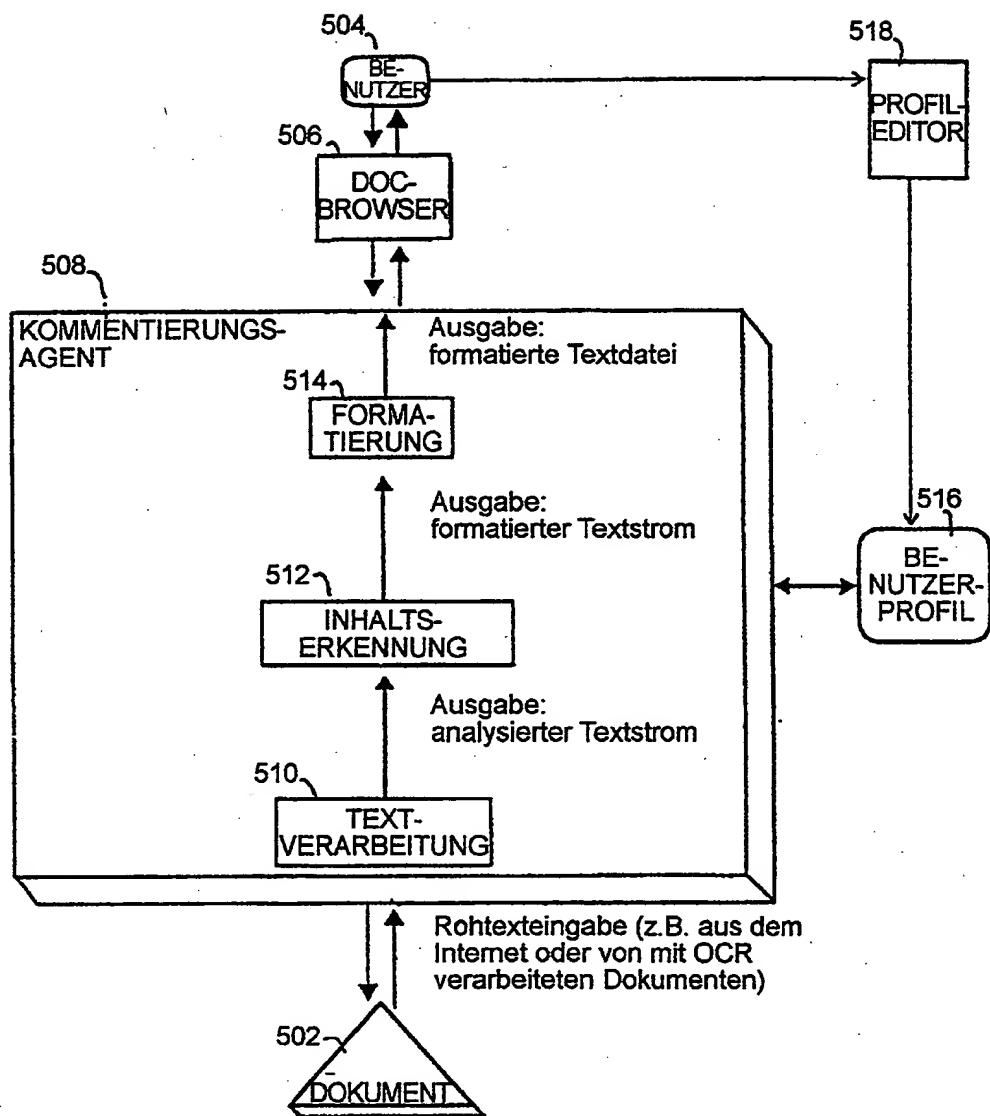 504
BE-
NUTZER
518
PROFIL-
EDITOR
506
DOC-
BROWSER
508
KOMMENTIERUNGS-
AGENT
Ausgabe:
formatierte Textdatei
514
FORMA-
TIERUNG
Ausgabe:
formatierter Textstrom
516
BE-
NUTZER-
PROFIL
512
INHALTS-
ERKENNUNG
Ausgabe:
analysierter Textstrom
510
TEXT-
VERARBEITUNG
Rohtexteingabe (z.B. aus dem
Internet oder von mit OCR
verarbeiteten Dokumenten)
502
DOKUMENT